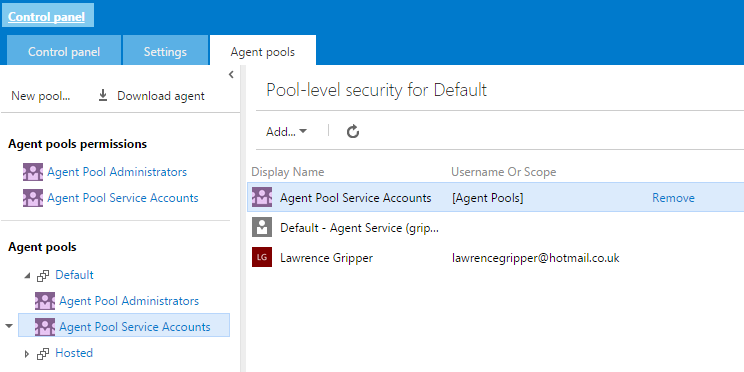 Control panel
Control panel Settings Agent pools
New pool... Download agent
Agent pools permissions
Agent Pool Administrators
Agent Pool Service Accounts
Agent pools
Default
Agent Pool Administrators
Agent Pool Service Accounts
Hosted
Pool-level security for Default
Add...
Display Name Username Or Scope
Agent Pool Service Accounts [Agent Pools] Remove
Default - Agent Service (grip...
LG Lawrence Gripper lawrencegripper@hotmail.co.uk